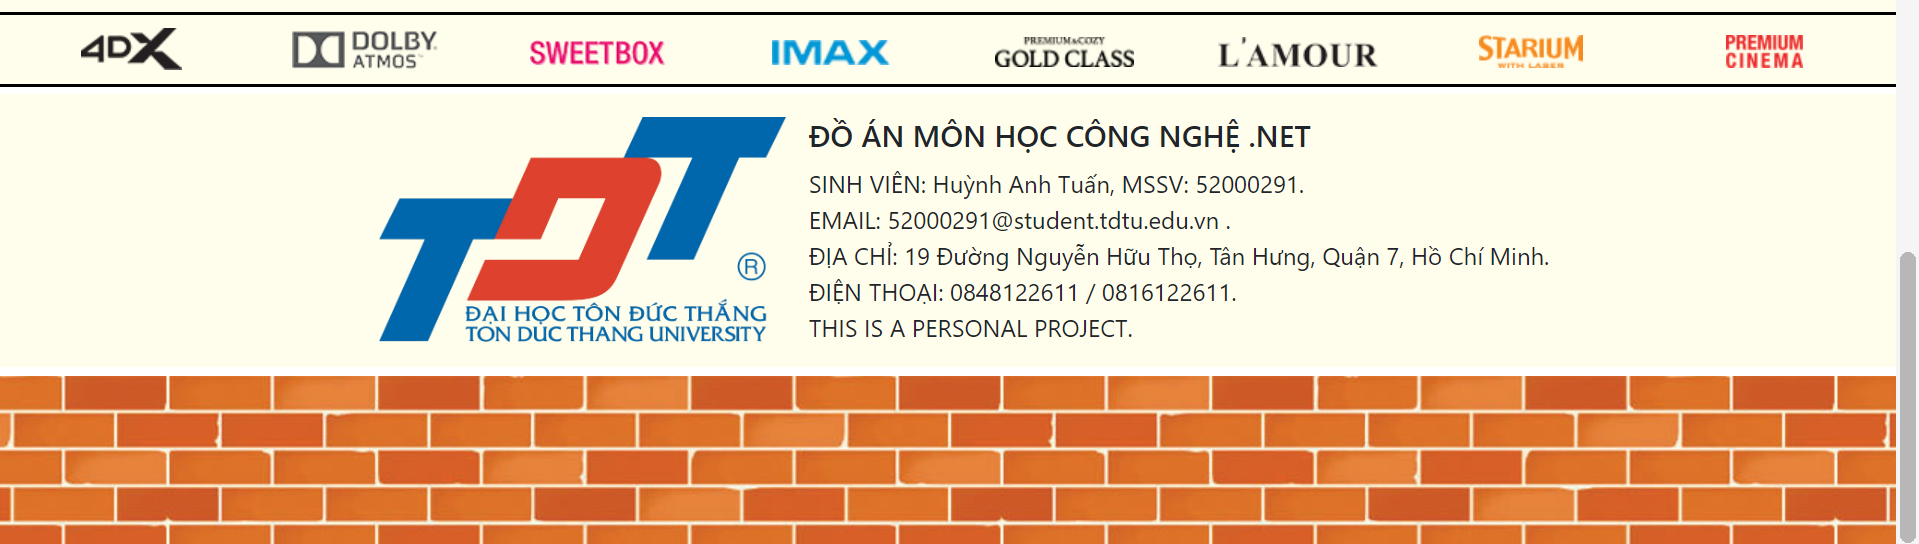 4DX
DOLBY
ATMOS™
SWEETBOX
IMAX
PREMIUM&COZY
GOLD CLASS
L'AMOUR
STARIUM
WITH LASER
PREMIUM
CINEMA
TDT
®
ĐẠI HỌC TÔN ĐỨC THẮNG
TON DUC THANG UNIVERSITY
ĐỒ ÁN MÔN HỌC CÔNG NGHỆ .NET
SINH VIÊN: Huỳnh Anh Tuấn, MSSV: 52000291.
EMAIL: 52000291@student.tdtu.edu.vn .
ĐỊA CHỈ: 19 Đường Nguyễn Hữu Thọ, Tân Hưng, Quận 7, Hồ Chí Minh.
ĐIỆN THOẠI: 0848122611 / 0816122611.
THIS IS A PERSONAL PROJECT.